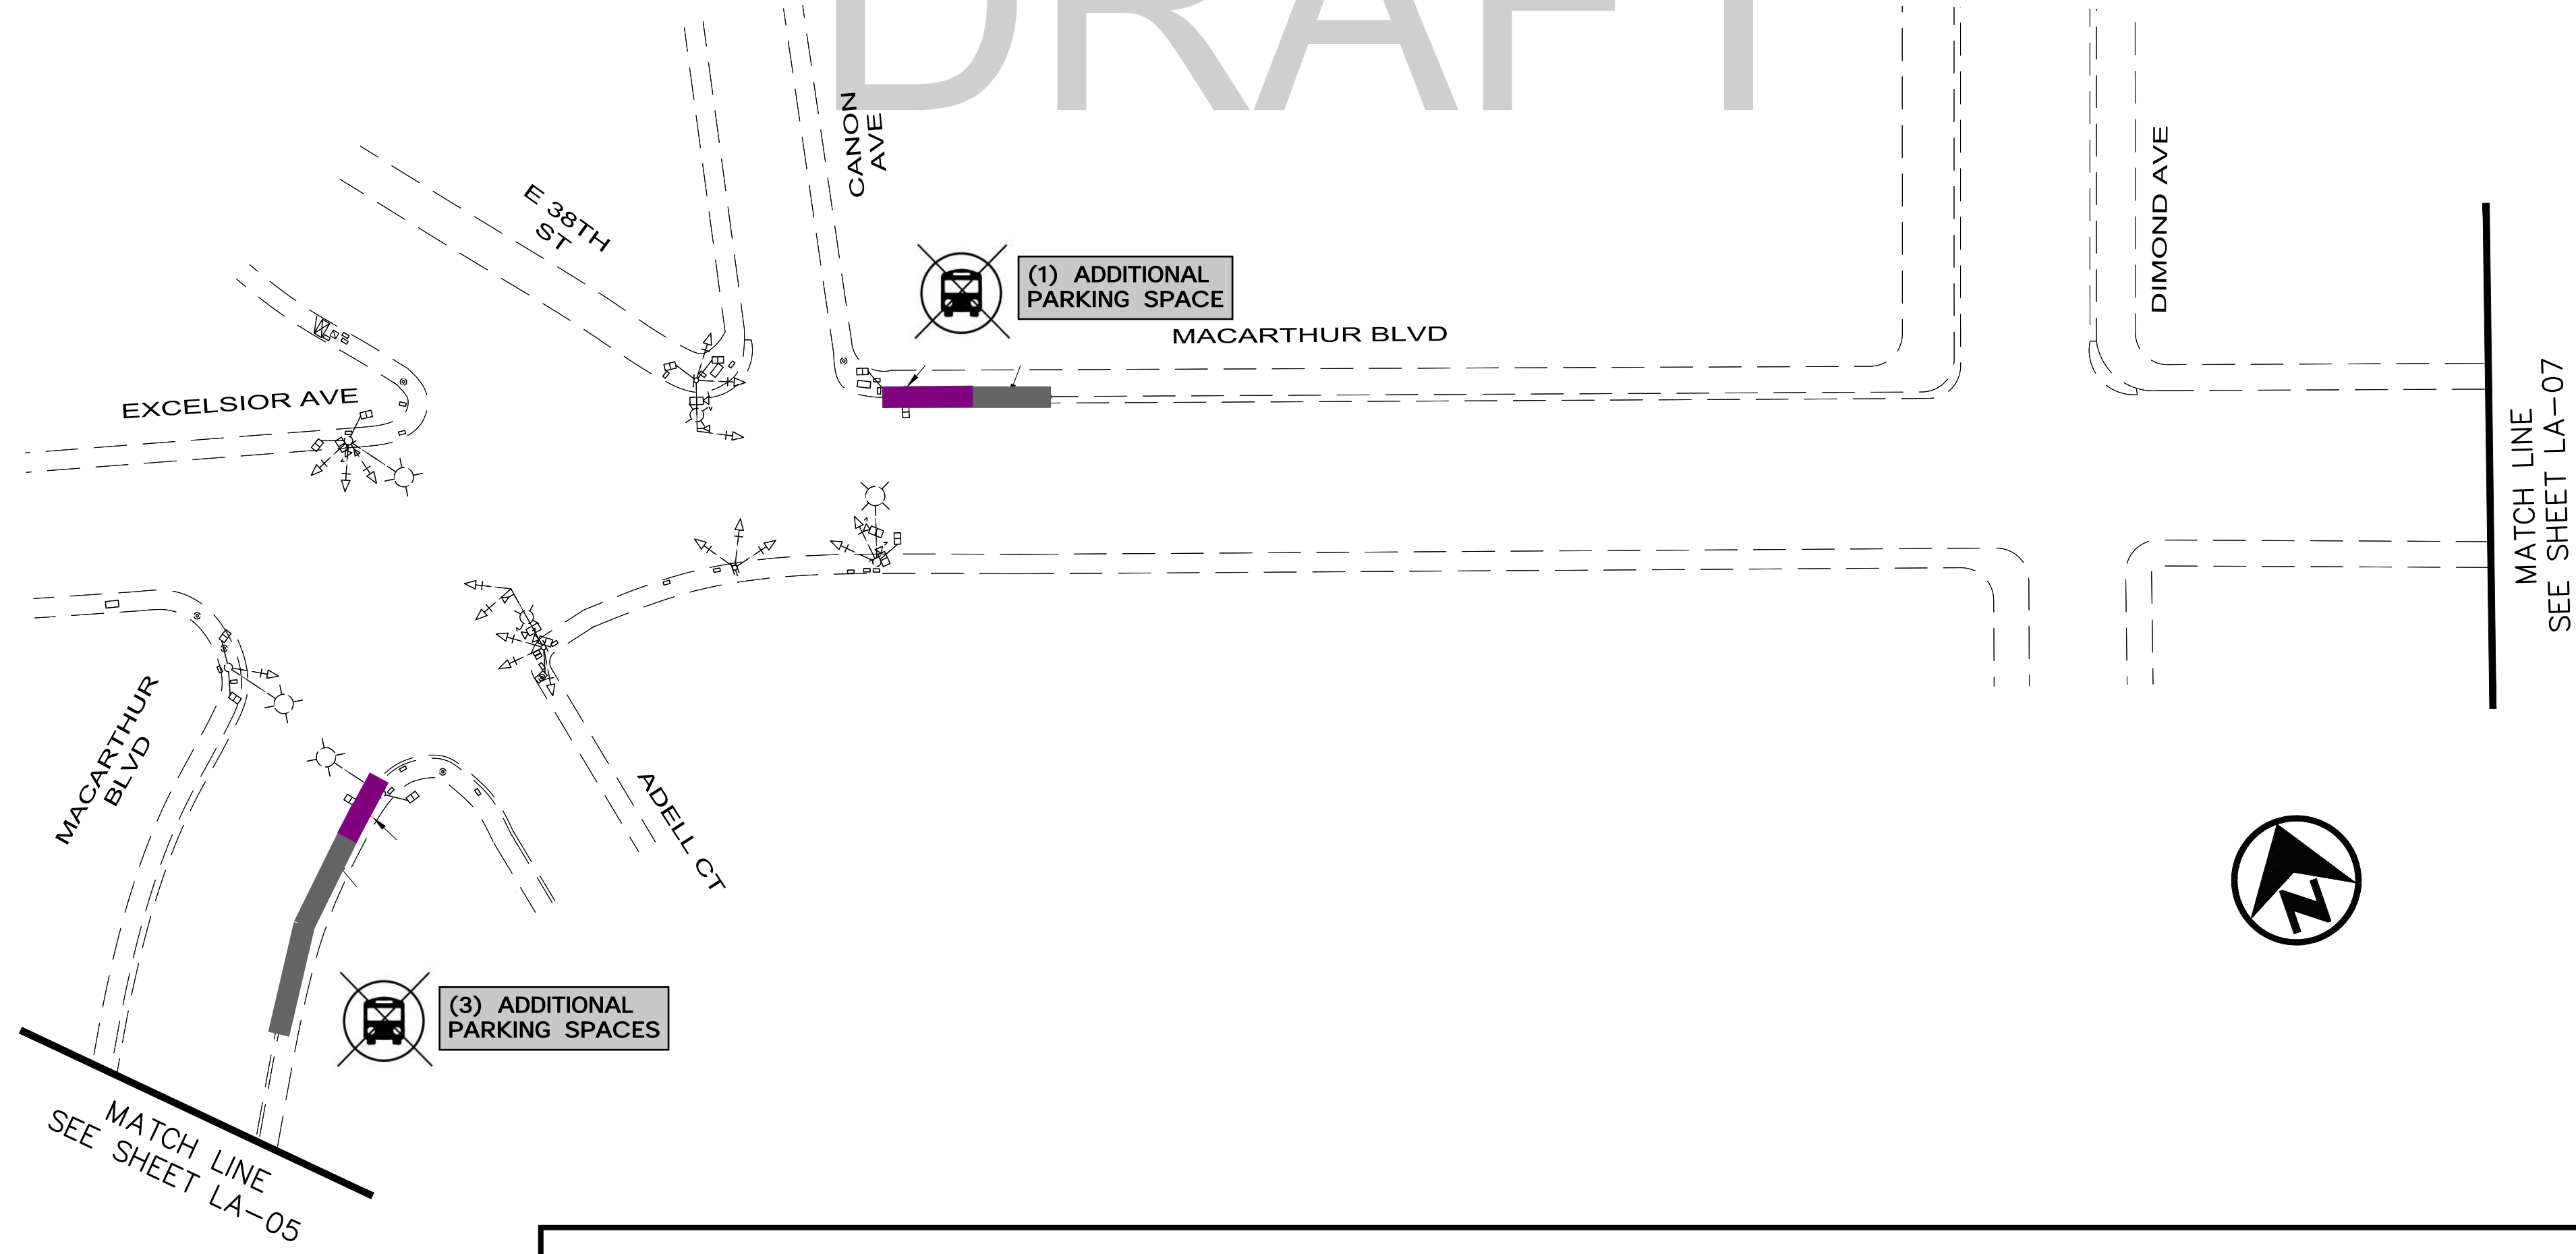 DRAFT
CANON
AVE
E 38TH
ST
DIMOND AVE
(1) ADDITIONAL
PARKING SPACE
MACARTHUR BLVD
EXCELSIOR AVE
MATCH LINE
SEE SHEET LA-07
MACARTHUR
BLVD
ADELL CT
N
(3) ADDITIONAL
PARKING SPACES
MATCH LINE
SEE SHEET LA-05